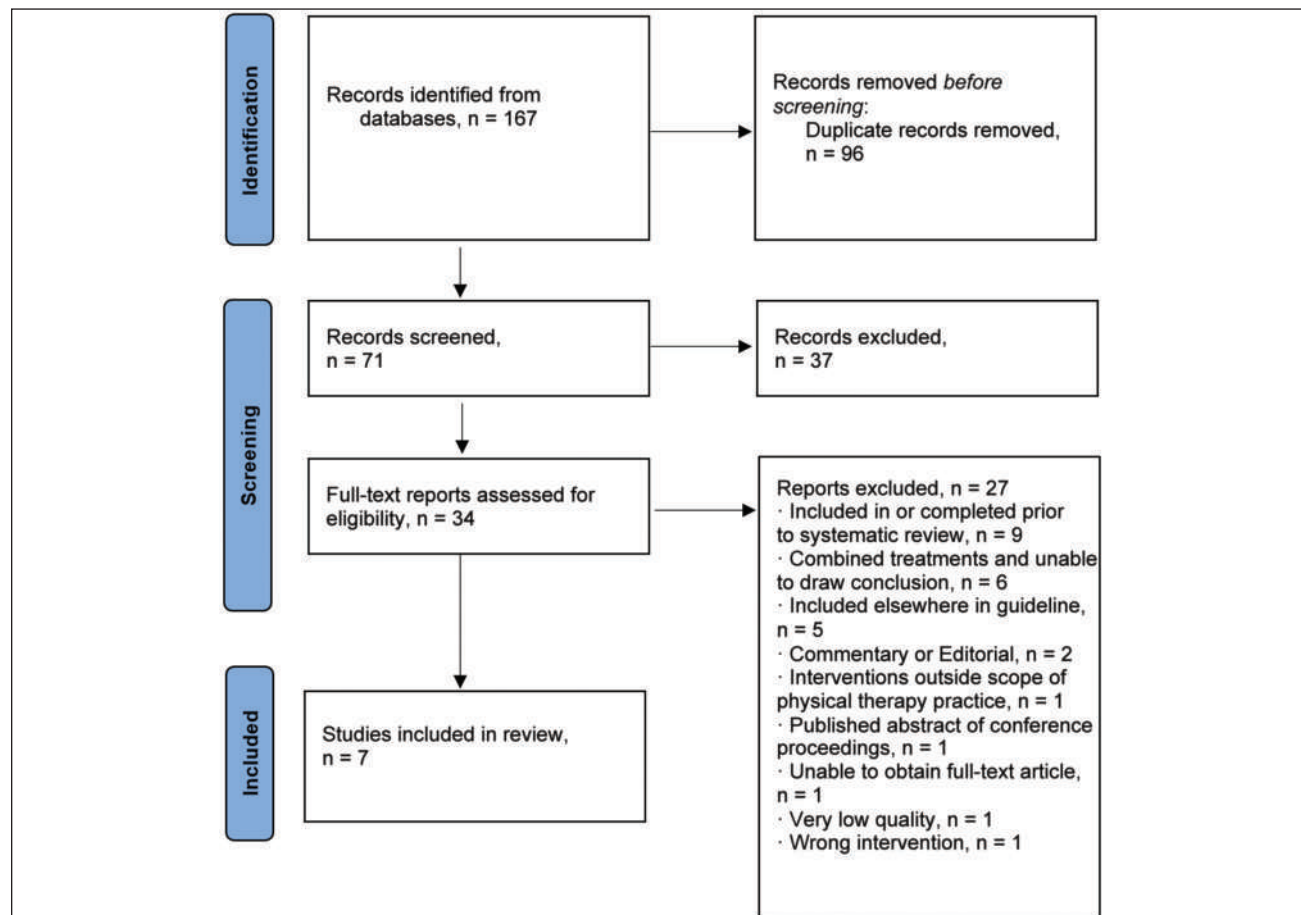 Identification
Records identified from
databases, n = 167
Records removed before
screening:
Duplicate records removed,
n = 96
Screening
Records screened,
n = 71
Records excluded,
n = 37
Full-text reports assessed for
eligibility, n = 34
Reports excluded, n = 27
· Included in or completed prior
to systematic review, n = 9
· Combined treatments and unable
to draw conclusion, n = 6
· Included elsewhere in guideline,
n = 5
· Commentary or Editorial, n = 2
· Interventions outside scope of
physical therapy practice, n = 1
· Published abstract of conference
proceedings, n = 1
· Unable to obtain full-text article,
n = 1
· Very low quality, n = 1
· Wrong intervention, n = 1
Included
Studies included in review,
n = 7